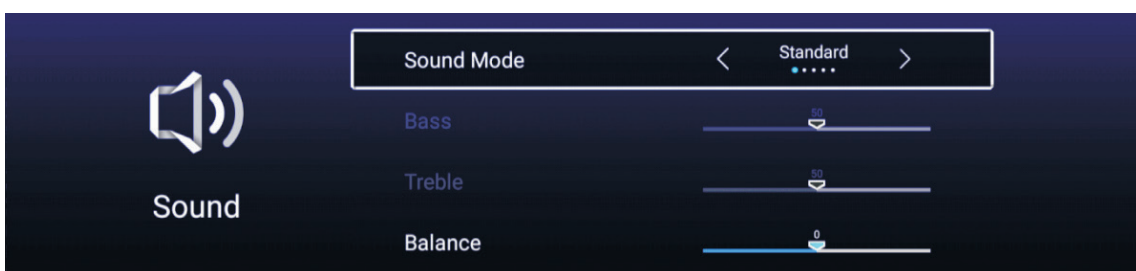 Sound Mode
Standard
Bass
50
Treble
50
Sound
Balance
0